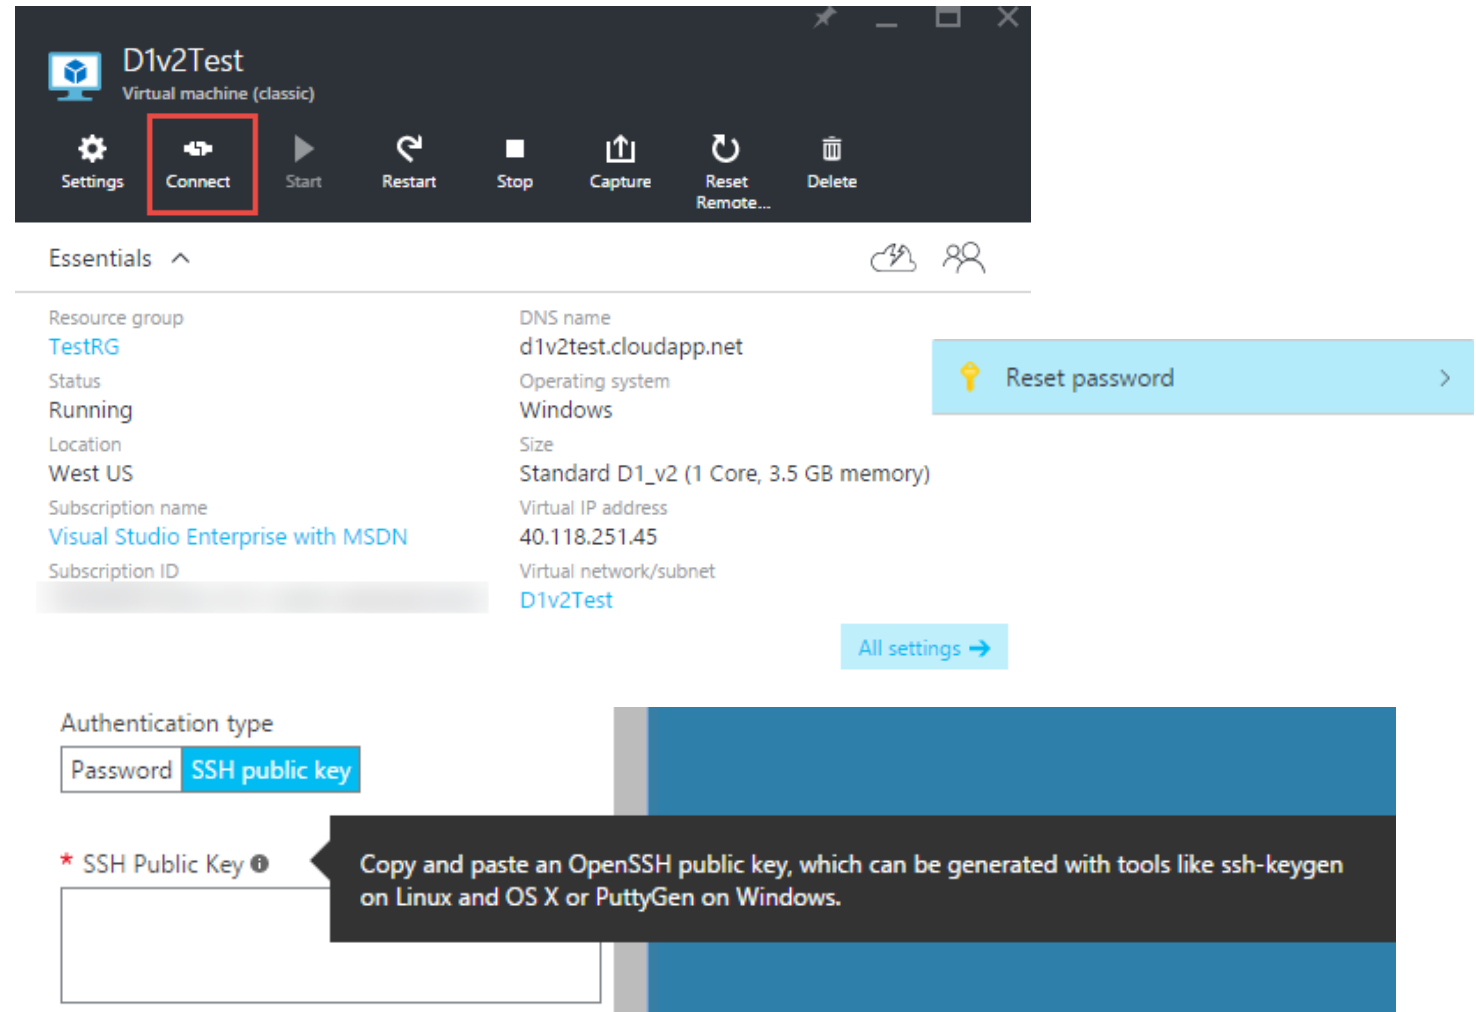 D1v2Test
Virtual machine (classic)
Settings
Connect
Start
Restart
Stop
Capture
Reset
Remote...
Delete
Essentials
Resource group
TestRG
Status
Running
Location
West US
Subscription name
Visual Studio Enterprise with MSDN
Subscription ID
DNS name
d1v2test.cloudapp.net
Operating system
Windows
Size
Standard D1_v2 (1 Core, 3.5 GB memory)
Virtual IP address
40.118.251.45
Virtual network/subnet
D1v2Test
All settings
Reset password
Authentication type
Password
SSH public key
* SSH Public Key
Copy and paste an OpenSSH public key, which can be generated with tools like ssh-keygen
on Linux and OS X or PuttyGen on Windows.